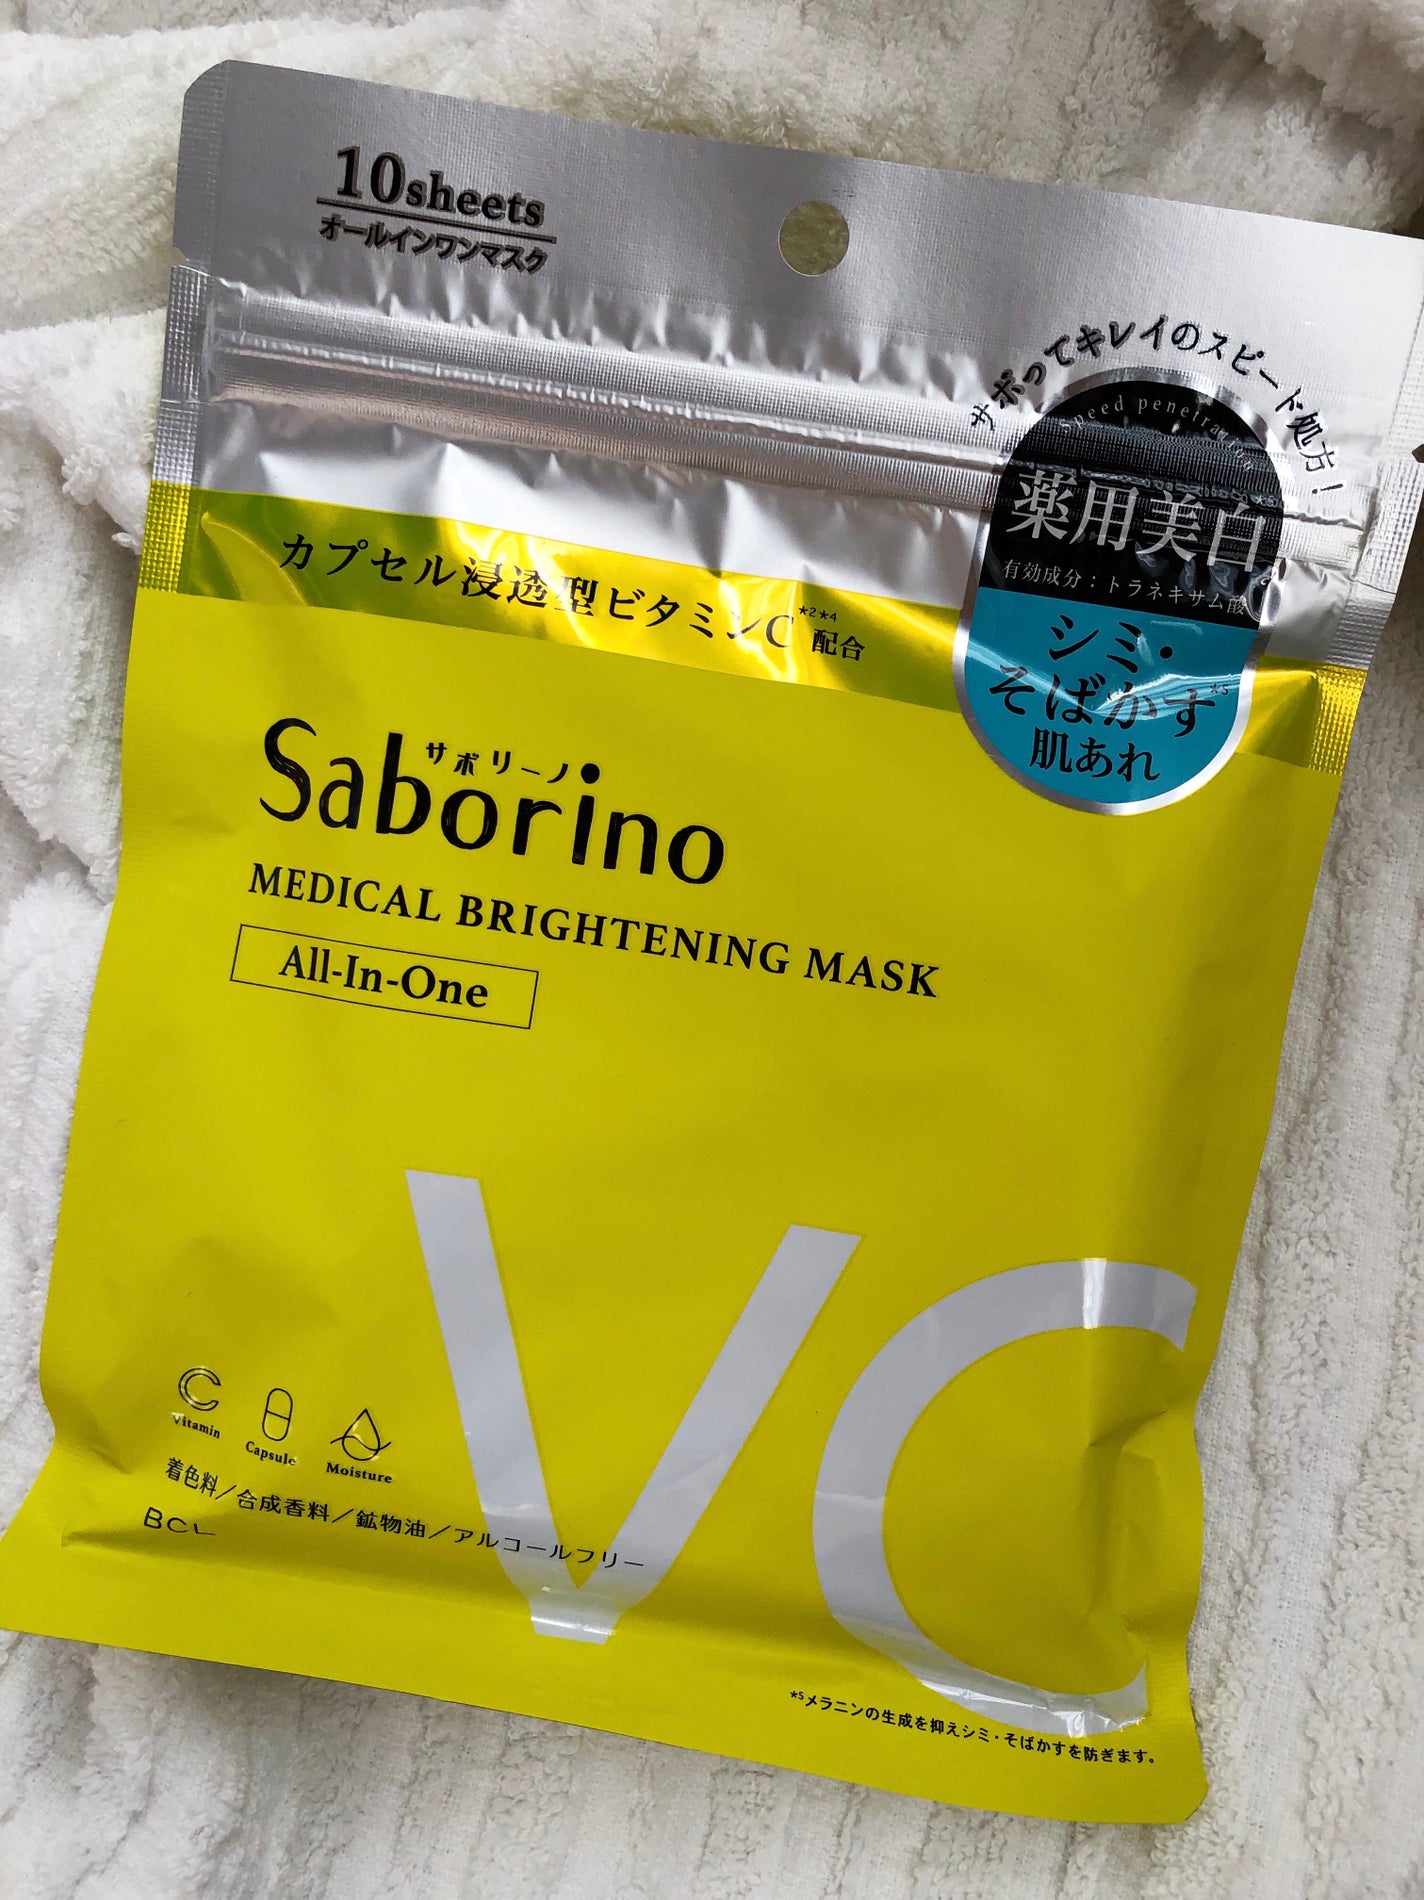 10sheets
オールインワンマスク
サボってキレイのスピード処方!
speed penetration
薬用美白
有効成分：トラネキサム酸
シミ・
そばかす*5
肌あれ
カプセル浸透型ビタミンC*2*4 配合
サボリーノ
Saborino
MEDICAL BRIGHTENING MASK
All-In-One
VC
Vitamin Capsule Moisture
着色料／合成香料／鉱物油／アルコールフリー
BCL
*5メラニンの生成を抑えシミ・そばかすを防ぎます。